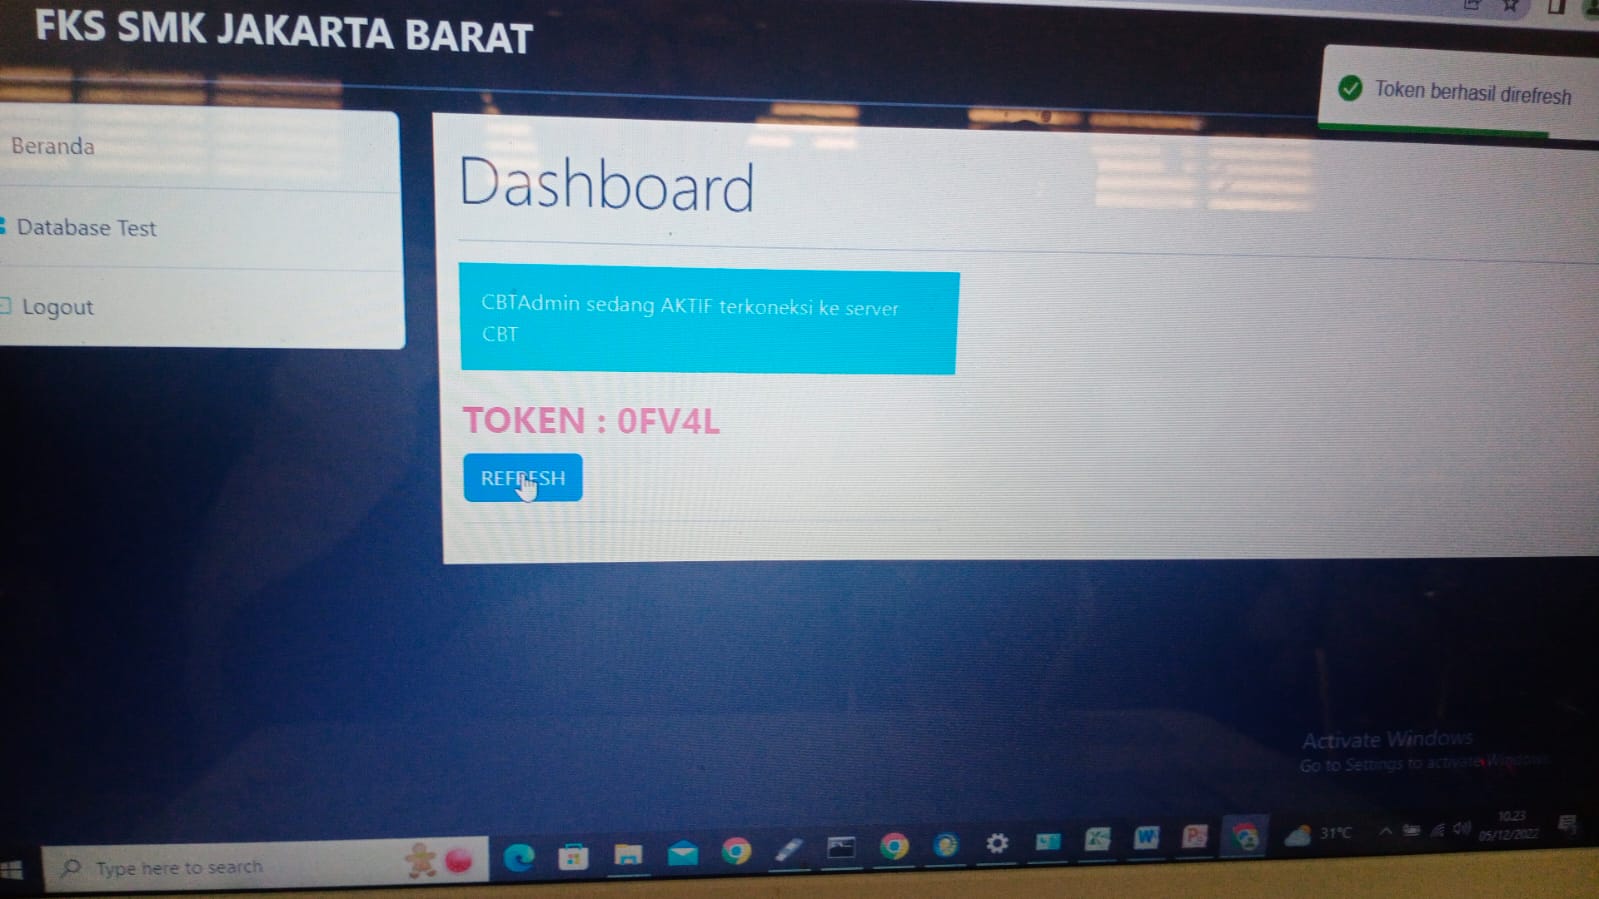 FKS SMK JAKARTA BARAT
Token berhasil direfresh
Beranda
Database Test
Logout
Dashboard
CBTAdmin sedang AKTIF terkoneksi ke server
CBT
TOKEN : 0FV4L
REFRESH
Activate Windows
Go to Settings to activate Windows.
Type here to search
31°C
10.23
05/12/2022